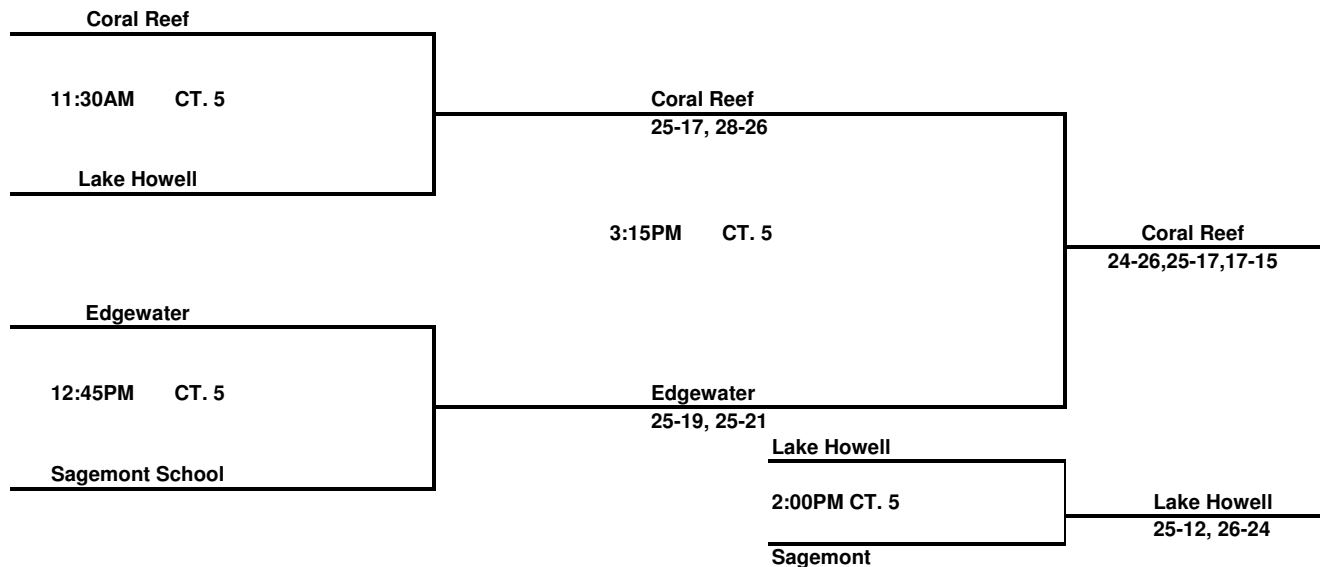 Coral Reef
11:30AM CT. 5
Coral Reef
25-17, 28-26
Lake Howell
3:15PM CT. 5
Coral Reef
24-26,25-17,17-15
Edgewater
12:45PM CT. 5
Edgewater
25-19, 25-21
Lake Howell
Sagemont School
2:00PM CT. 5
Lake Howell
25-12, 26-24
Sagemont